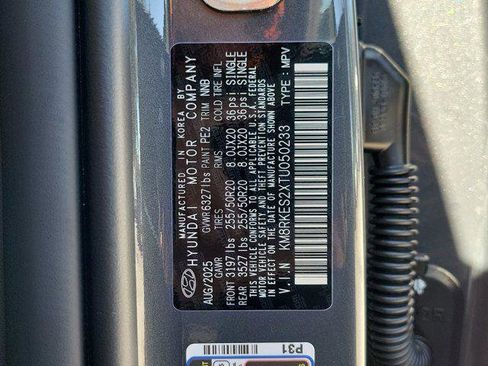 MANUFACTURED IN KOREA BY
HYUNDAI MOTOR COMPANY
AUG/2025 GVWR6327lbs PAINT PE2 TRIM NNB
GAWR TIRES RIMS COLD TIRE INFL
FRONT 3197lbs 255/50R20 8.0JX20 36psi SINGLE
REAR 3527lbs 255/50R20 8.0JX20 36psi SINGLE
THIS VEHICLE CONFORMS TO ALL APPLICABLE U.S.A. FEDERAL
MOTOR VEHICLE SAFETY AND THEFT PREVENTION STANDARDS
IN EFFECT ON THE DATE OF MANUFACTURE SHOWN ABOVE
V.I.N KM8RKES2XTU050233 TYPE: MPV
P31